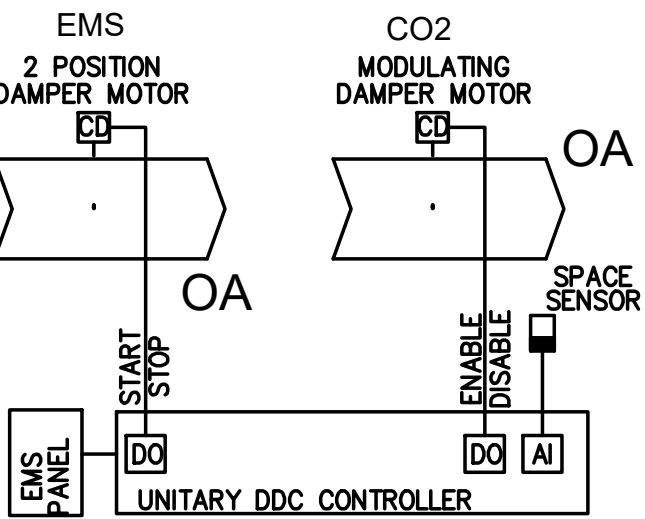 EMS
2 POSITION
DAMPER MOTOR
CD
CO2
MODULATING
DAMPER MOTOR
CD
OA
OA
SPACE
SENSOR
START
STOP
ENABLE
DISABLE
EMS
PANEL
DO
DO
AI
UNITARY DDC CONTROLLER